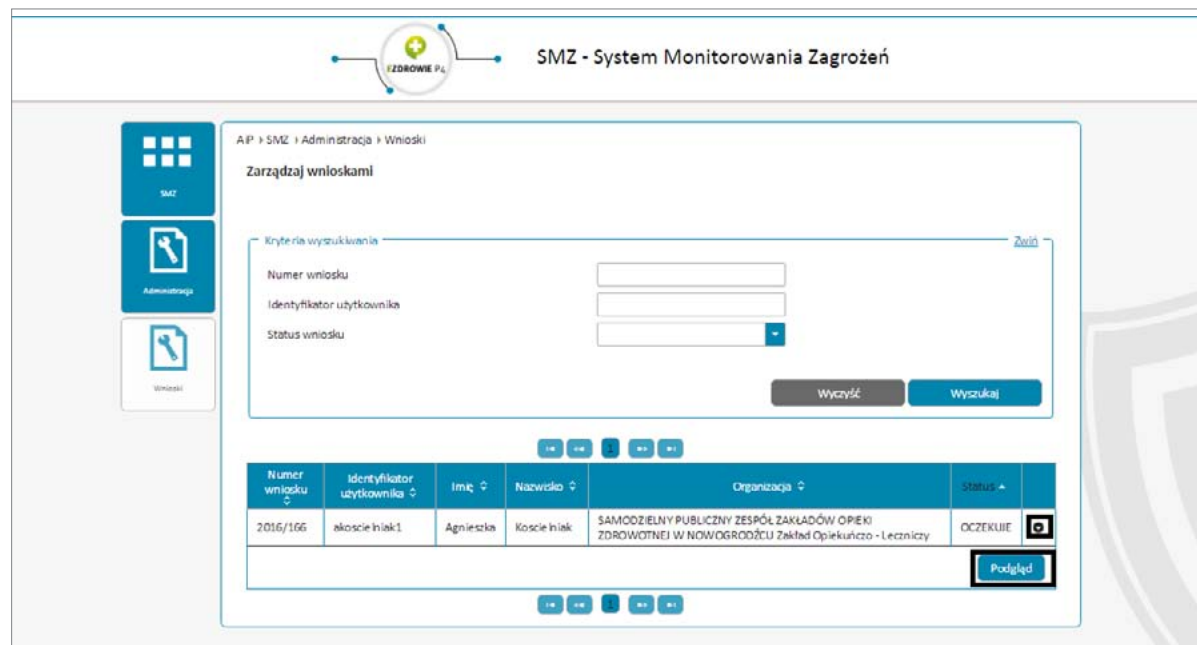 EZDROWIE P4
SMZ - System Monitorowania Zagrożeń
SMZ
Administracja
Wnioski
AiP › SMZ › Administracja › Wnioski
Zarządzaj wnioskami
Kryteria wyszukiwania
Zwiń
Numer wniosku
Identyfikator użytkownika
Status wniosku
Wyczyść
Wyszukaj
1
Numer wniosku
Identyfikator użytkownika
Imię
Nazwisko
Organizacja
Status
2016/166
akoscielniak1
Agnieszka
Koscielniak
SAMODZIELNY PUBLICZNY ZESPÓŁ ZAKŁADÓW OPIEKI
ZDROWOTNEJ W NOWOGRODŹCU Zakład Opiekuńczo - Leczniczy
OCZEKUJE
Podgląd
1